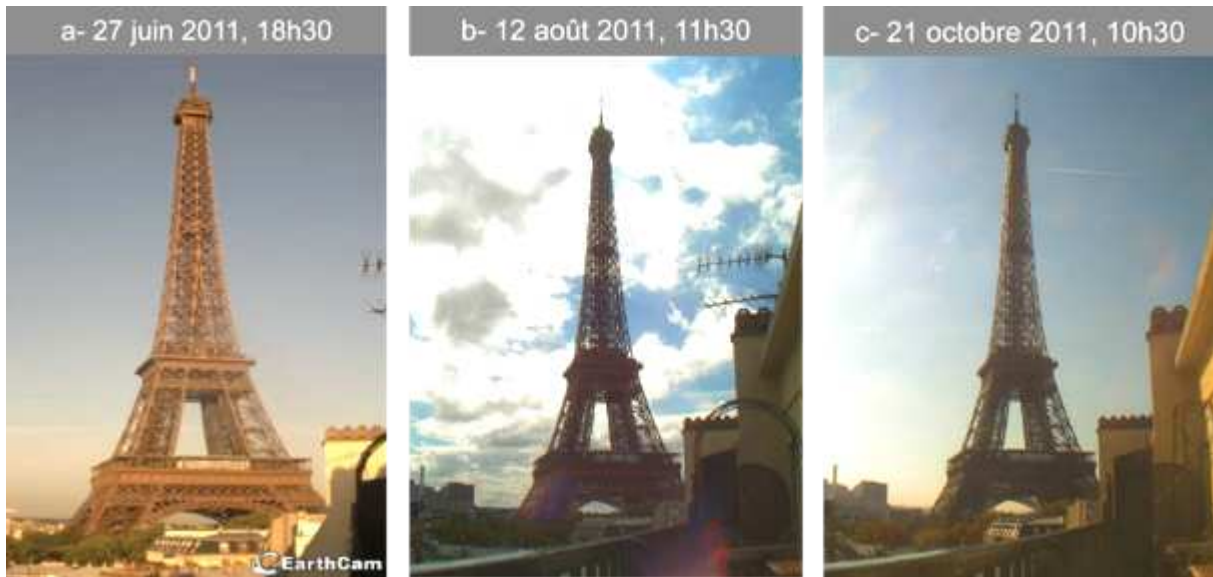 a- 27 juin 2011, 18h30
b- 12 août 2011, 11h30
c- 21 octobre 2011, 10h30
EarthCam